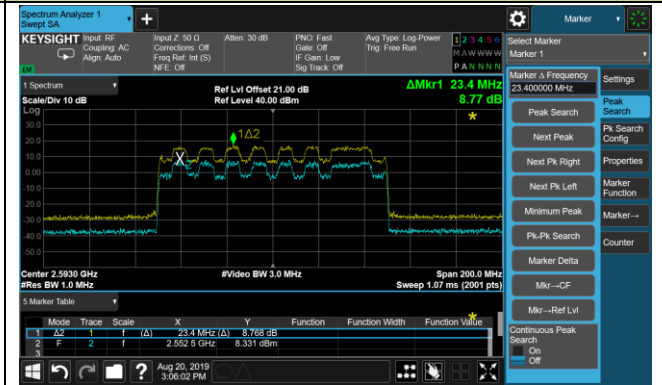 Spectrum Analyzer 1
Swept SA
Marker
KEYSIGHT
Input: RF
Coupling: AC
Align: Auto
Input Z: 50 Ω
Corrections: Off
Freq Ref: Int (S)
NFE: Off
Atten: 30 dB
PNO: Fast
Gate: Off
IF Gain: Low
Sig Track: Off
Avg Type: Log-Power
Trig: Free Run
1 2 3 4 5 6
M A W W W W
P A N N N N
Select Marker
Marker 1
1 Spectrum
Scale/Div 10 dB
Log
Ref Lvl Offset 21.00 dB
Ref Level 40.00 dBm
ΔMkr1 23.4 MHz
8.77 dB
30.0
20.0
10.0
0.00
-10.0
-20.0
-30.0
-40.0
-50.0
1Δ2
X2
Center 2.5930 GHz
#Res BW 1.0 MHz
#Video BW 3.0 MHz
Span 200.0 MHz
Sweep 1.07 ms (2001 pts)
5 Marker Table
Mode Trace Scale X Y Function Function Width Function Value
1 Δ2 1 f (Δ) 23.4 MHz (Δ) 8.768 dB
2 F 2 f 2.552 5 GHz 8.331 dBm
3
Marker Δ Frequency
23.400000 MHz
Peak Search
Next Peak
Next Pk Right
Next Pk Left
Minimum Peak
Pk-Pk Search
Marker Delta
Mkr→CF
Mkr→Ref Lvl
Continuous Peak
Search
On
Off
Settings
Peak
Search
Pk Search
Config
Properties
Marker
Function
Marker→
Counter
?
Aug 20, 2019
3:06:02 PM